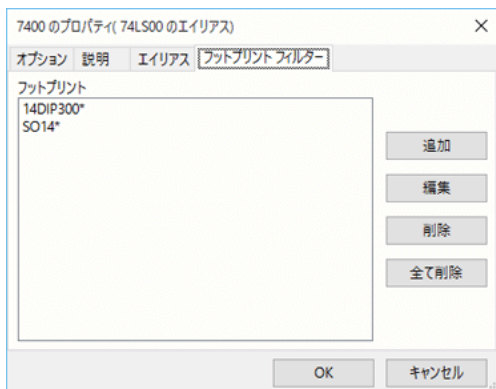 7400 のプロパティ( 74LS00 のエイリアス)
オプション 説明 エイリアス フットプリント フィルター
フットプリント
14DIP300*
SO14*
追加
編集
削除
全て削除
OK キャンセル